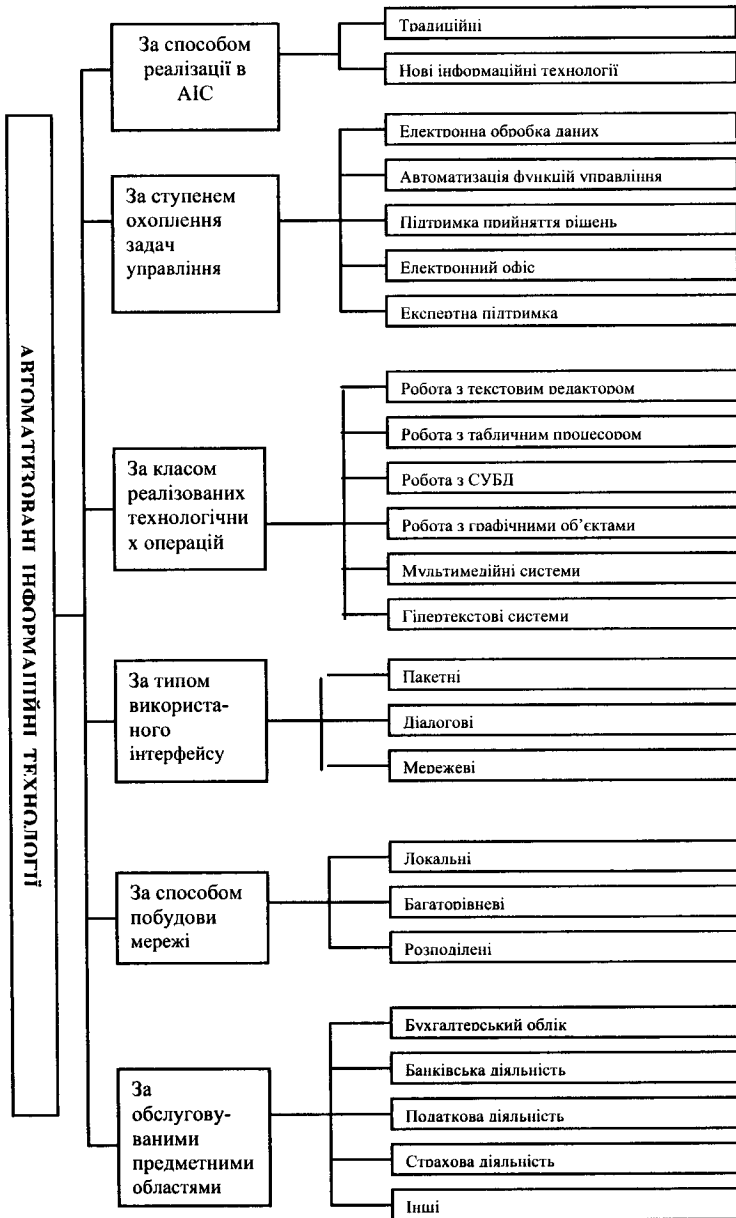 АВТОМАТИЗОВАНІ ІНФОРМАЦІЙНІ ТЕХНОЛОГІЇ
За способом
реалізації в
АІС
Традиційні
Нові інформаційні технології
За ступенем
охоплення
задач
управління
Електронна обробка даних
Автоматизація функцій управління
Підтримка прийняття рішень
Електронний офіс
Експертна підтримка
За класом
реалізованих
технологічни
х операцій
Робота з текстовим редактором
Робота з табличним процесором
Робота з СУБД
Робота з графічними об’єктами
Мультимедійні системи
Гіпертекстові системи
За типом
використа-
ного
інтерфейсу
Пакетні
Діалогові
Мережеві
За способом
побудови
мережі
Локальні
Багаторівневі
Розподілені
За
обслугову-
ваними
предметними
областями
Бухгалтерський облік
Банківська діяльність
Податкова діяльність
Страхова діяльність
Інші